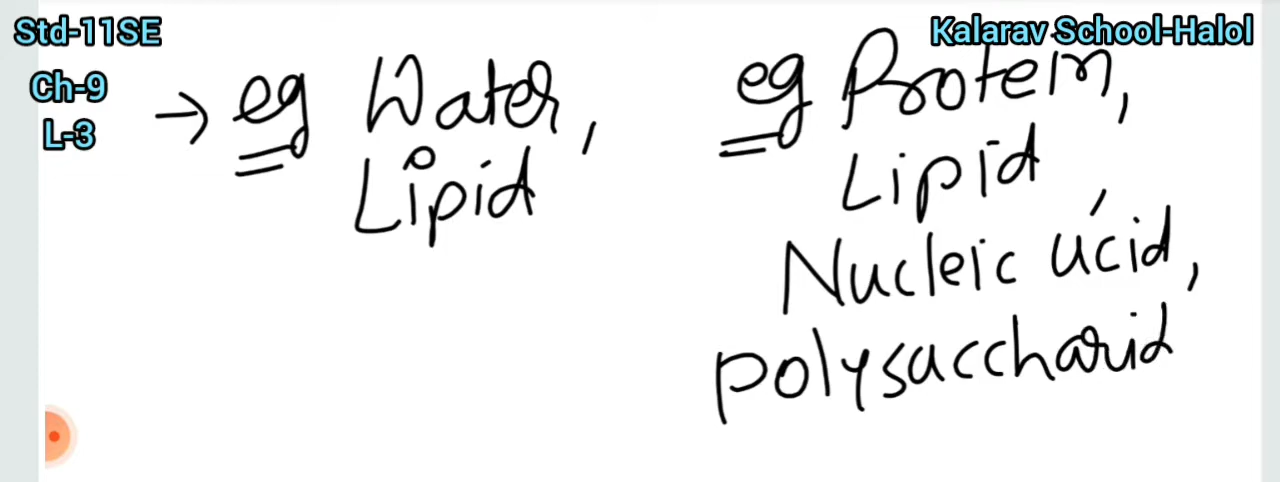 Std-11SE
Kalarav School-Halol
Ch-9
L-3
→ eg Water,
Lipid
eg Protein,
Lipid,
Nucleic acid,
polysaccharid